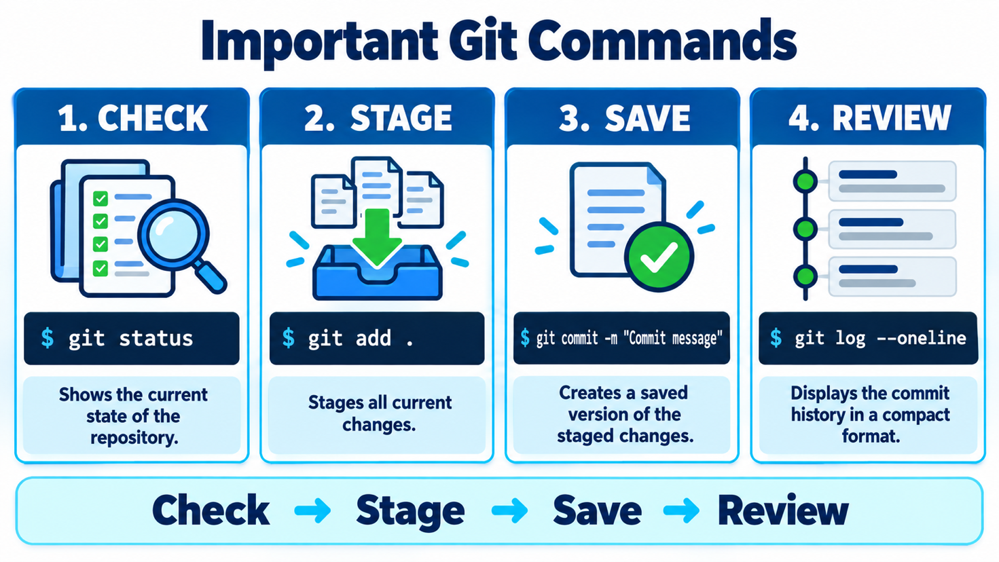 Important Git Commands
1. CHECK
$ git status
Shows the current
state of the
repository.
2. STAGE
$ git add .
Stages all current
changes.
3. SAVE
$ git commit -m "Commit message"
Creates a saved
version of the
staged changes.
4. REVIEW
$ git log --oneline
Displays the commit
history in a compact
format.
Check → Stage → Save → Review